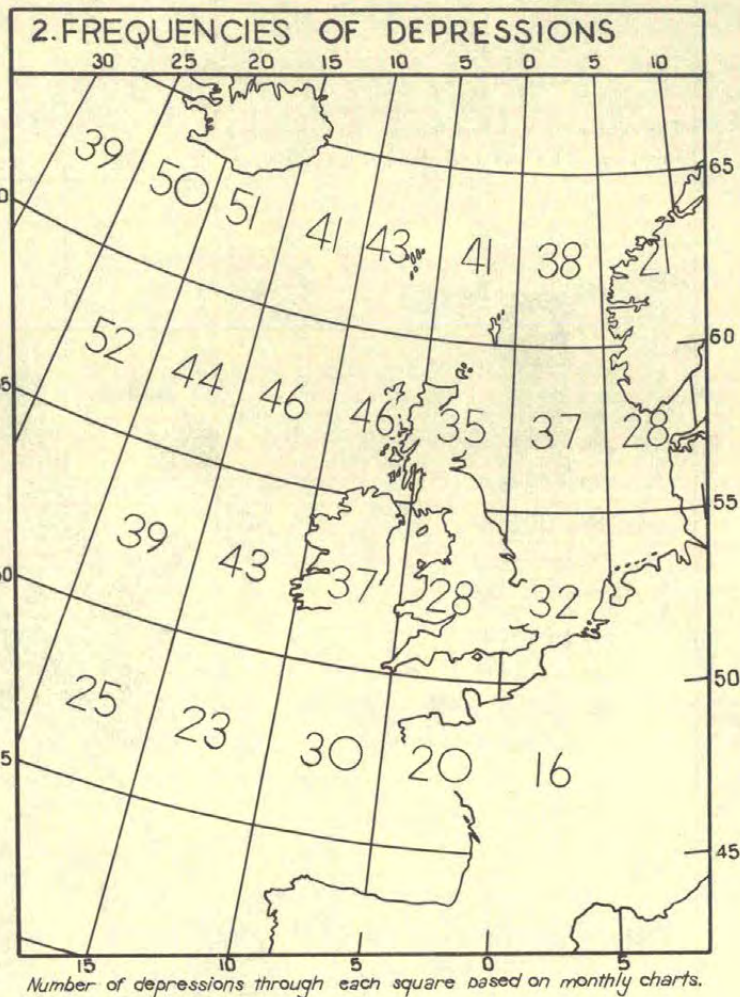 2. FREQUENCIES OF DEPRESSIONS
30 25 20 15 10 5 0 5 10
65
39 50 51 41 43 41 38 21
60
52 44 46 46 35 37 28
55
39 43 37 28 32
50
25 23 30 20 16
45
15 10 5 0 5
Number of depressions through each square based on monthly charts.